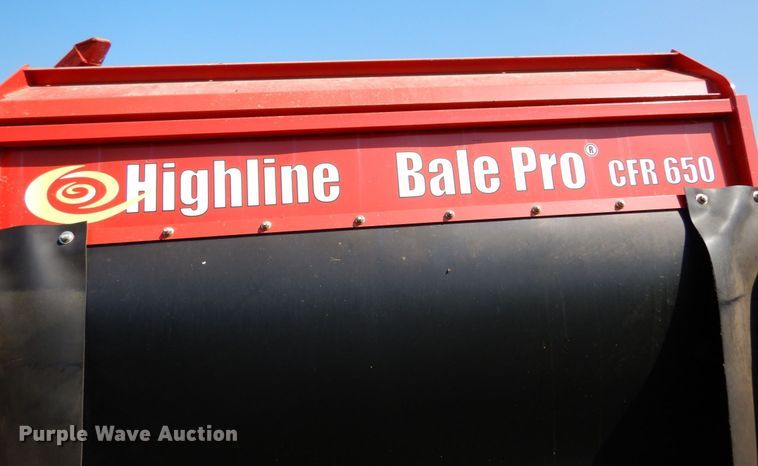 Highline Bale Pro® CFR 650
Purple Wave Auction